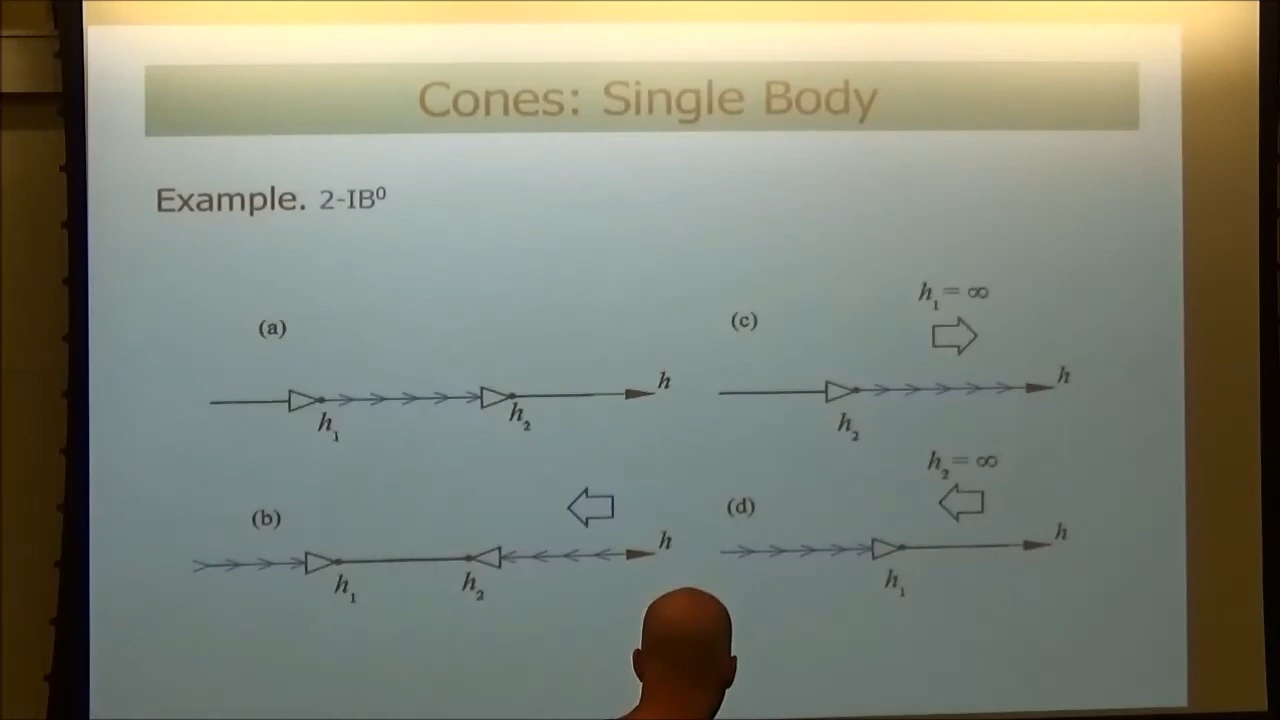 Cones: Single Body
Example. 2-IB⁰
(a)
h₁
h₂
h
(c)
h₁ = ∞
h₂
h
(b)
h₁
h₂
h
(d)
h₂ = ∞
h₁
h